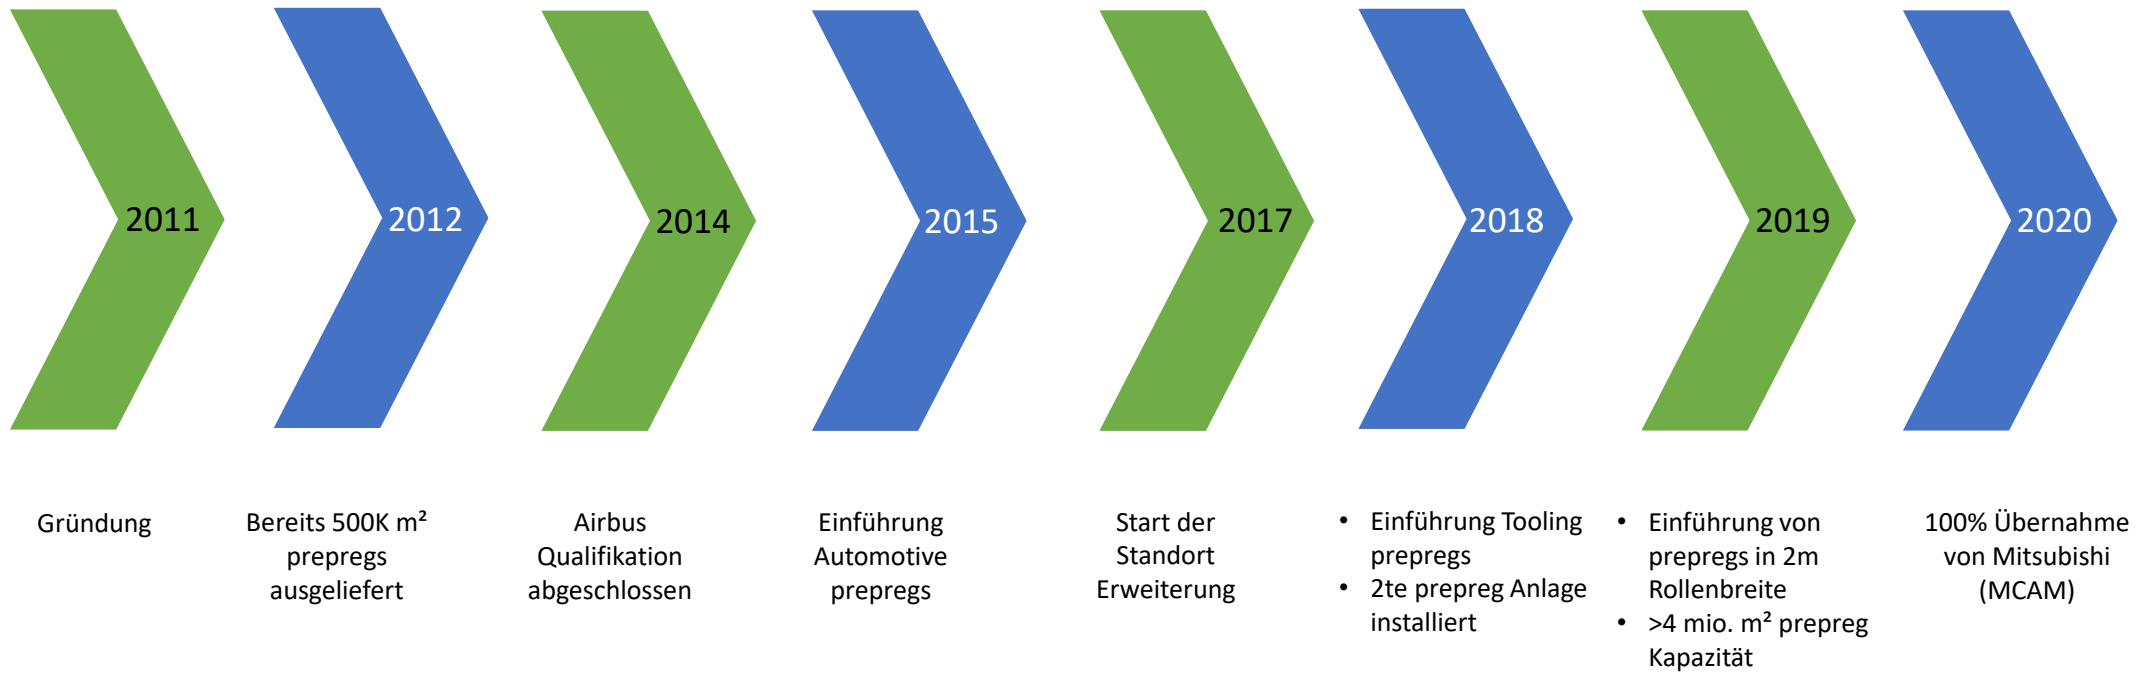 2011
2012
2014
2015
2017
2018
2019
2020
Gründung
Bereits 500K m²
prepregs
ausgeliefert
Airbus
Qualifikation
abgeschlossen
Einführung
Automotive
prepregs
Start der
Standort
Erweiterung
• Einführung Tooling
prepregs
• 2te prepreg Anlage
installiert
• Einführung von
prepregs in 2m
Rollenbreite
• >4 mio. m² prepreg
Kapazität
100% Übernahme
von Mitsubishi
(MCAM)